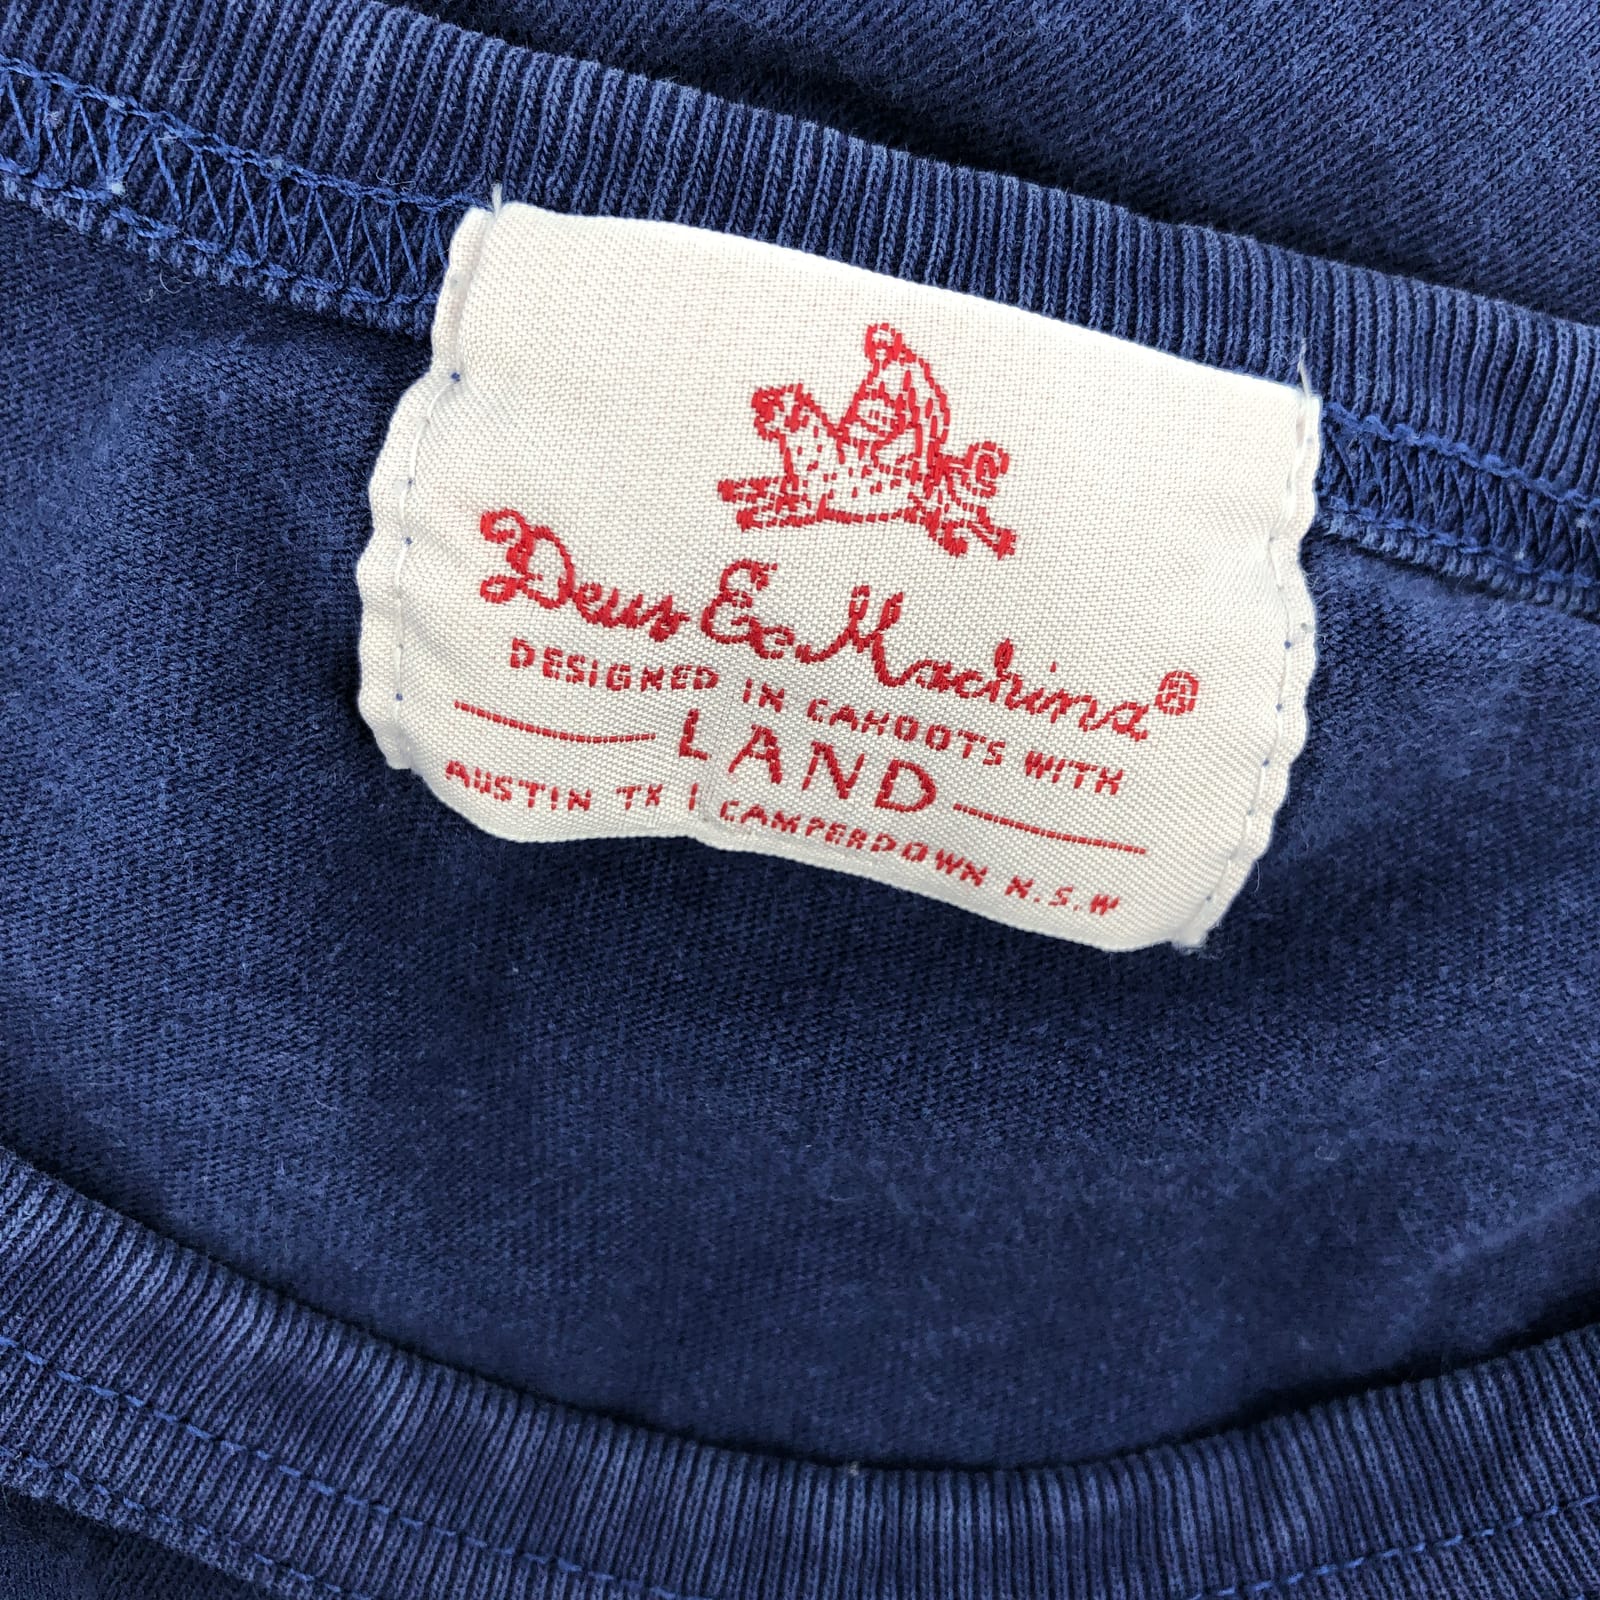 Deus Ex Machina®
DESIGNED IN CAHOOTS WITH
LAND
AUSTIN TX | CAMPERDOWN N.S.W